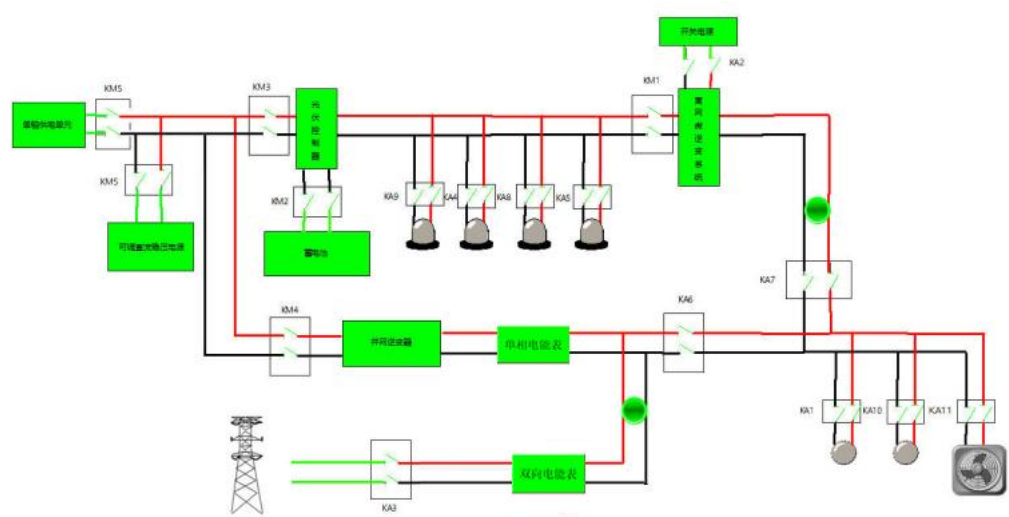 开关电源
KA2
KM5
KM3
KM1
单轴供电单元
光伏控制器
离网逆变系统
KM5
KM2
KA9
KA4
KA8
KA5
可调直流稳压电源
蓄电池
KA7
KM4
KA6
并网逆变器
单相电能表
KA1
KA10
KA11
双向电能表
KA3